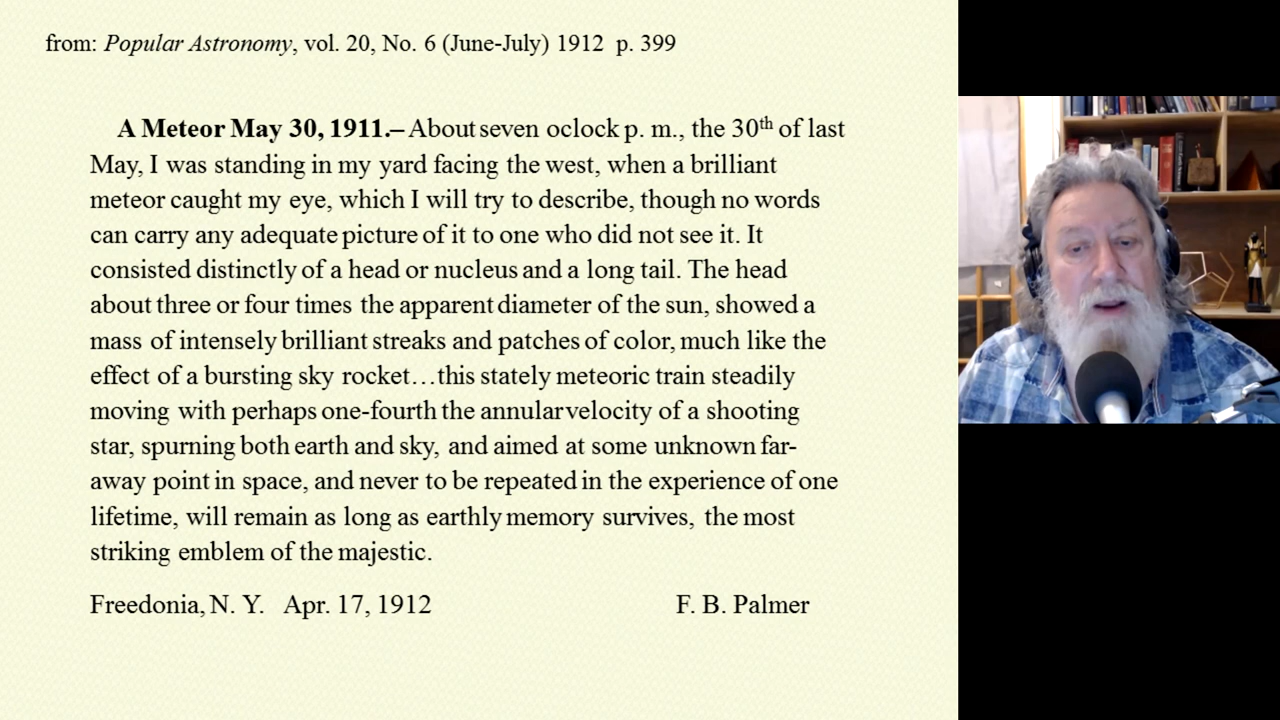 from: Popular Astronomy, vol. 20, No. 6 (June-July) 1912 p. 399
A Meteor May 30, 1911.– About seven oclock p. m., the 30th of last
May, I was standing in my yard facing the west, when a brilliant
meteor caught my eye, which I will try to describe, though no words
can carry any adequate picture of it to one who did not see it. It
consisted distinctly of a head or nucleus and a long tail. The head
about three or four times the apparent diameter of the sun, showed a
mass of intensely brilliant streaks and patches of color, much like the
effect of a bursting sky rocket…this stately meteoric train steadily
moving with perhaps one-fourth the annular velocity of a shooting
star, spurning both earth and sky, and aimed at some unknown far-
away point in space, and never to be repeated in the experience of one
lifetime, will remain as long as earthly memory survives, the most
striking emblem of the majestic.
Freedonia, N. Y. Apr. 17, 1912 F. B. Palmer